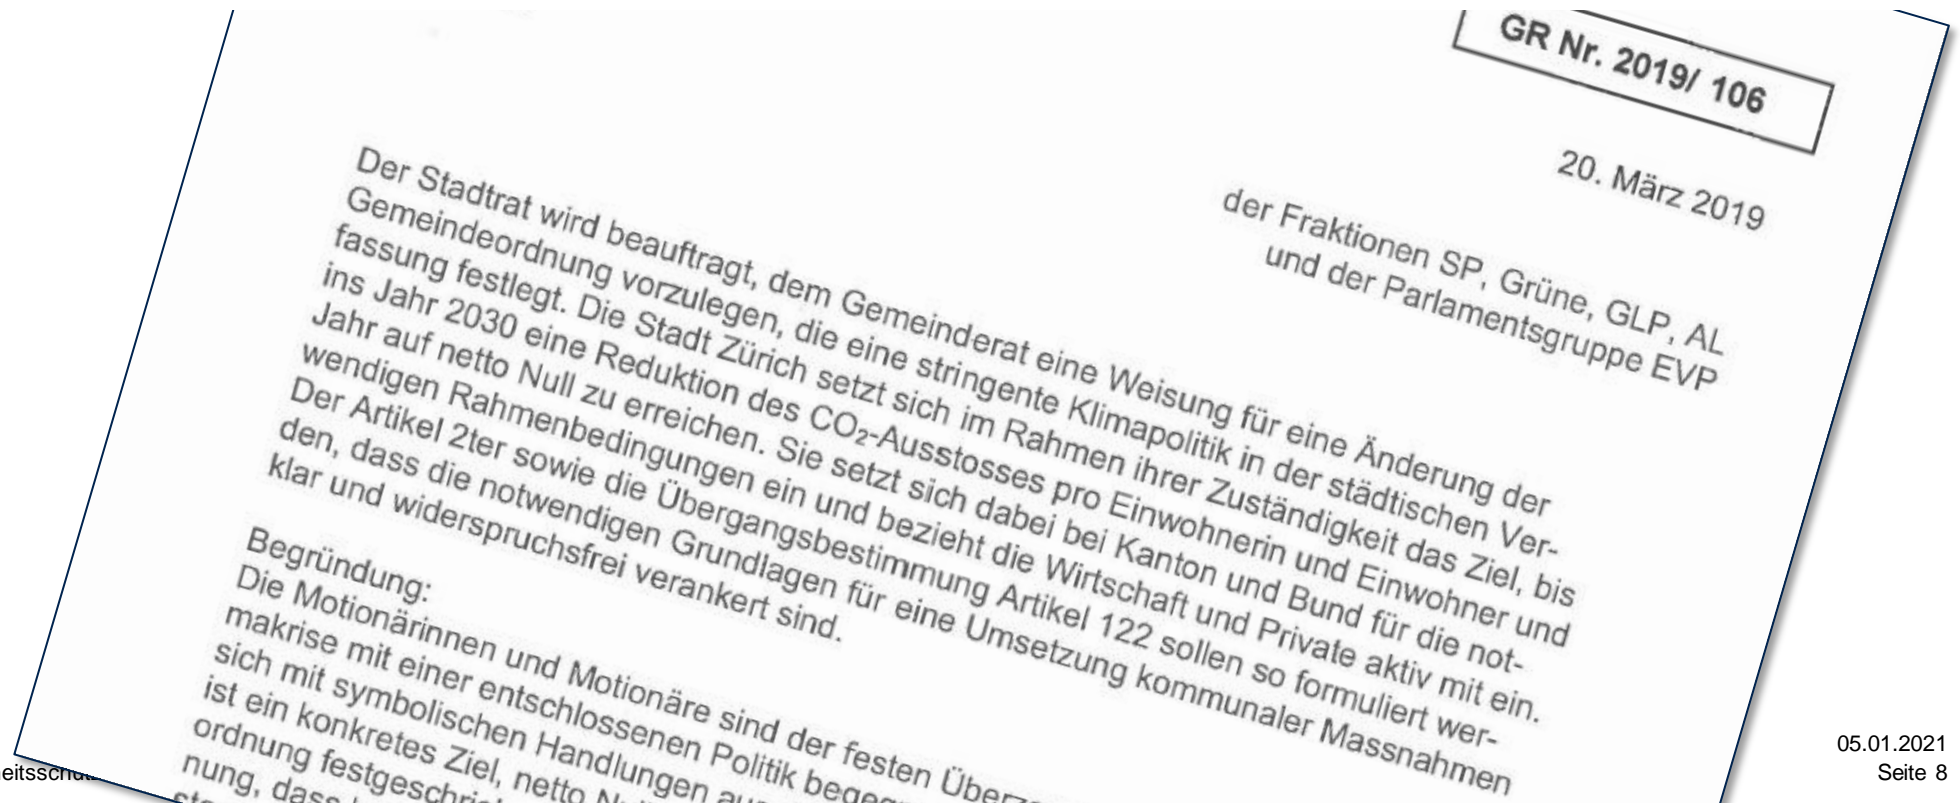 GR Nr. 2019/ 106
20. März 2019
der Fraktionen SP, Grüne, GLP, AL
und der Parlamentsgruppe EVP
Der Stadtrat wird beauftragt, dem Gemeinderat eine Weisung für eine Änderung der
Gemeindeordnung vorzulegen, die eine stringente Klimapolitik in der städtischen Ver-
fassung festlegt. Die Stadt Zürich setzt sich im Rahmen ihrer Zuständigkeit das Ziel, bis
ins Jahr 2030 eine Reduktion des CO₂-Ausstosses pro Einwohnerin und Einwohner und
Jahr auf netto Null zu erreichen. Sie setzt sich dabei bei Kanton und Bund für die not-
wendigen Rahmenbedingungen ein und bezieht die Wirtschaft und Private aktiv mit ein.
Der Artikel 2ter sowie die Übergangsbestimmung Artikel 122 sollen so formuliert wer-
den, dass die notwendigen Grundlagen für eine Umsetzung kommunaler Massnahmen
klar und widerspruchsfrei verankert sind.
Begründung:
Die Motionärinnen und Motionäre sind der festen
makrise mit einer entschlossenen Politik
sich mit symbolischen Handlungen
ist ein konkretes Ziel, netto
ordnung
nung, dass
05.01.2021
Seite 8